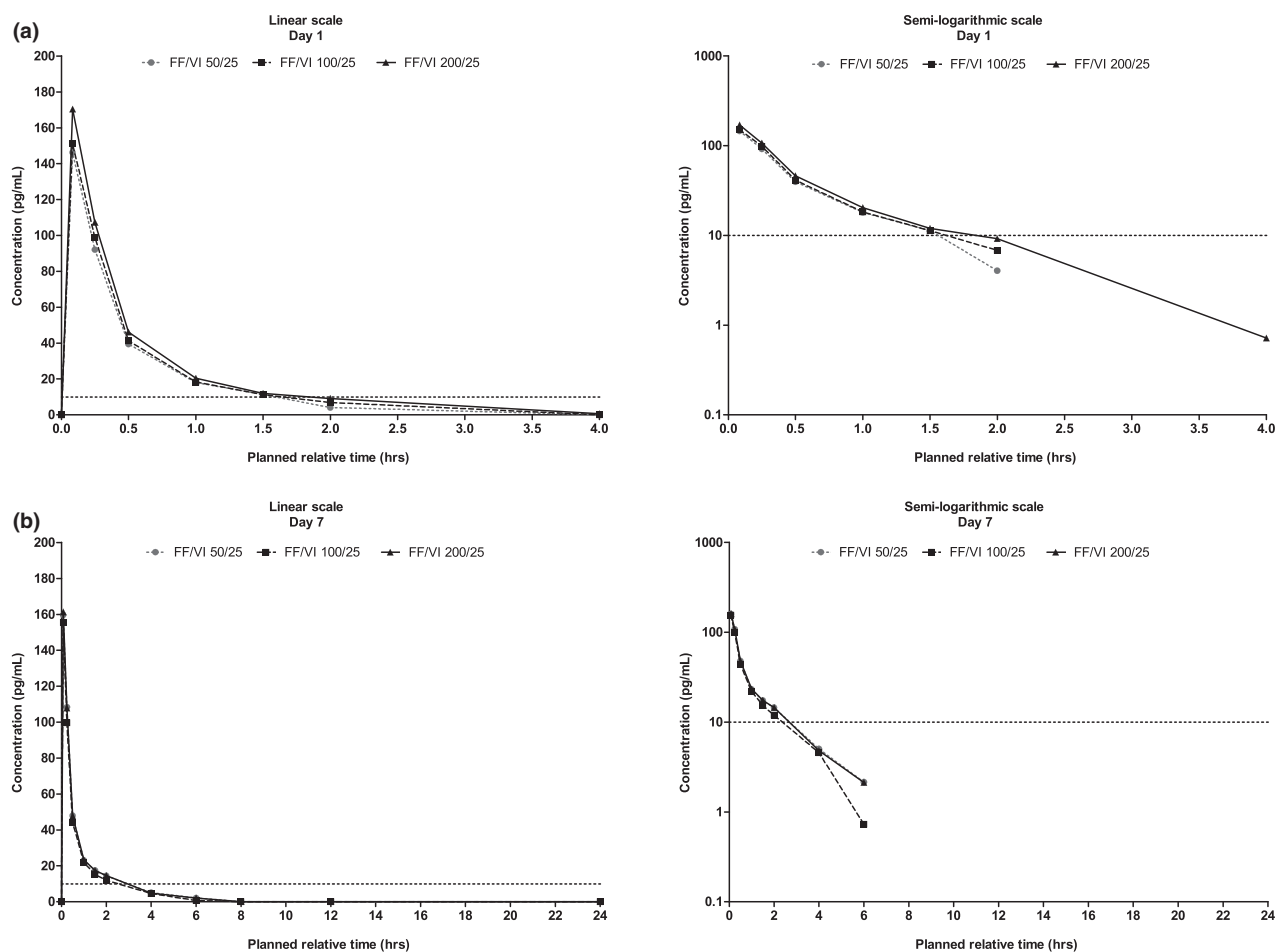 (a)
Linear scale
Day 1
FF/VI 50/25 FF/VI 100/25 FF/VI 200/25
Concentration (pg/mL)
200
180
160
140
120
100
80
60
40
20
0
0.0 0.5 1.0 1.5 2.0 2.5 3.0 3.5 4.0
Planned relative time (hrs)
Semi-logarithmic scale
Day 1
FF/VI 50/25 FF/VI 100/25 FF/VI 200/25
Concentration (pg/mL)
1000
100
10
1
0.1
0.0 0.5 1.0 1.5 2.0 2.5 3.0 3.5 4.0
Planned relative time (hrs)
(b)
Linear scale
Day 7
FF/VI 50/25 FF/VI 100/25 FF/VI 200/25
Concentration (pg/mL)
200
180
160
140
120
100
80
60
40
20
0
0 2 4 6 8 10 12 14 16 18 20 22 24
Planned relative time (hrs)
Semi-logarithmic scale
Day 7
FF/VI 50/25 FF/VI 100/25 FF/VI 200/25
Concentration (pg/mL)
1000
100
10
1
0.1
0 2 4 6 8 10 12 14 16 18 20 22 24
Planned relative time (hrs)